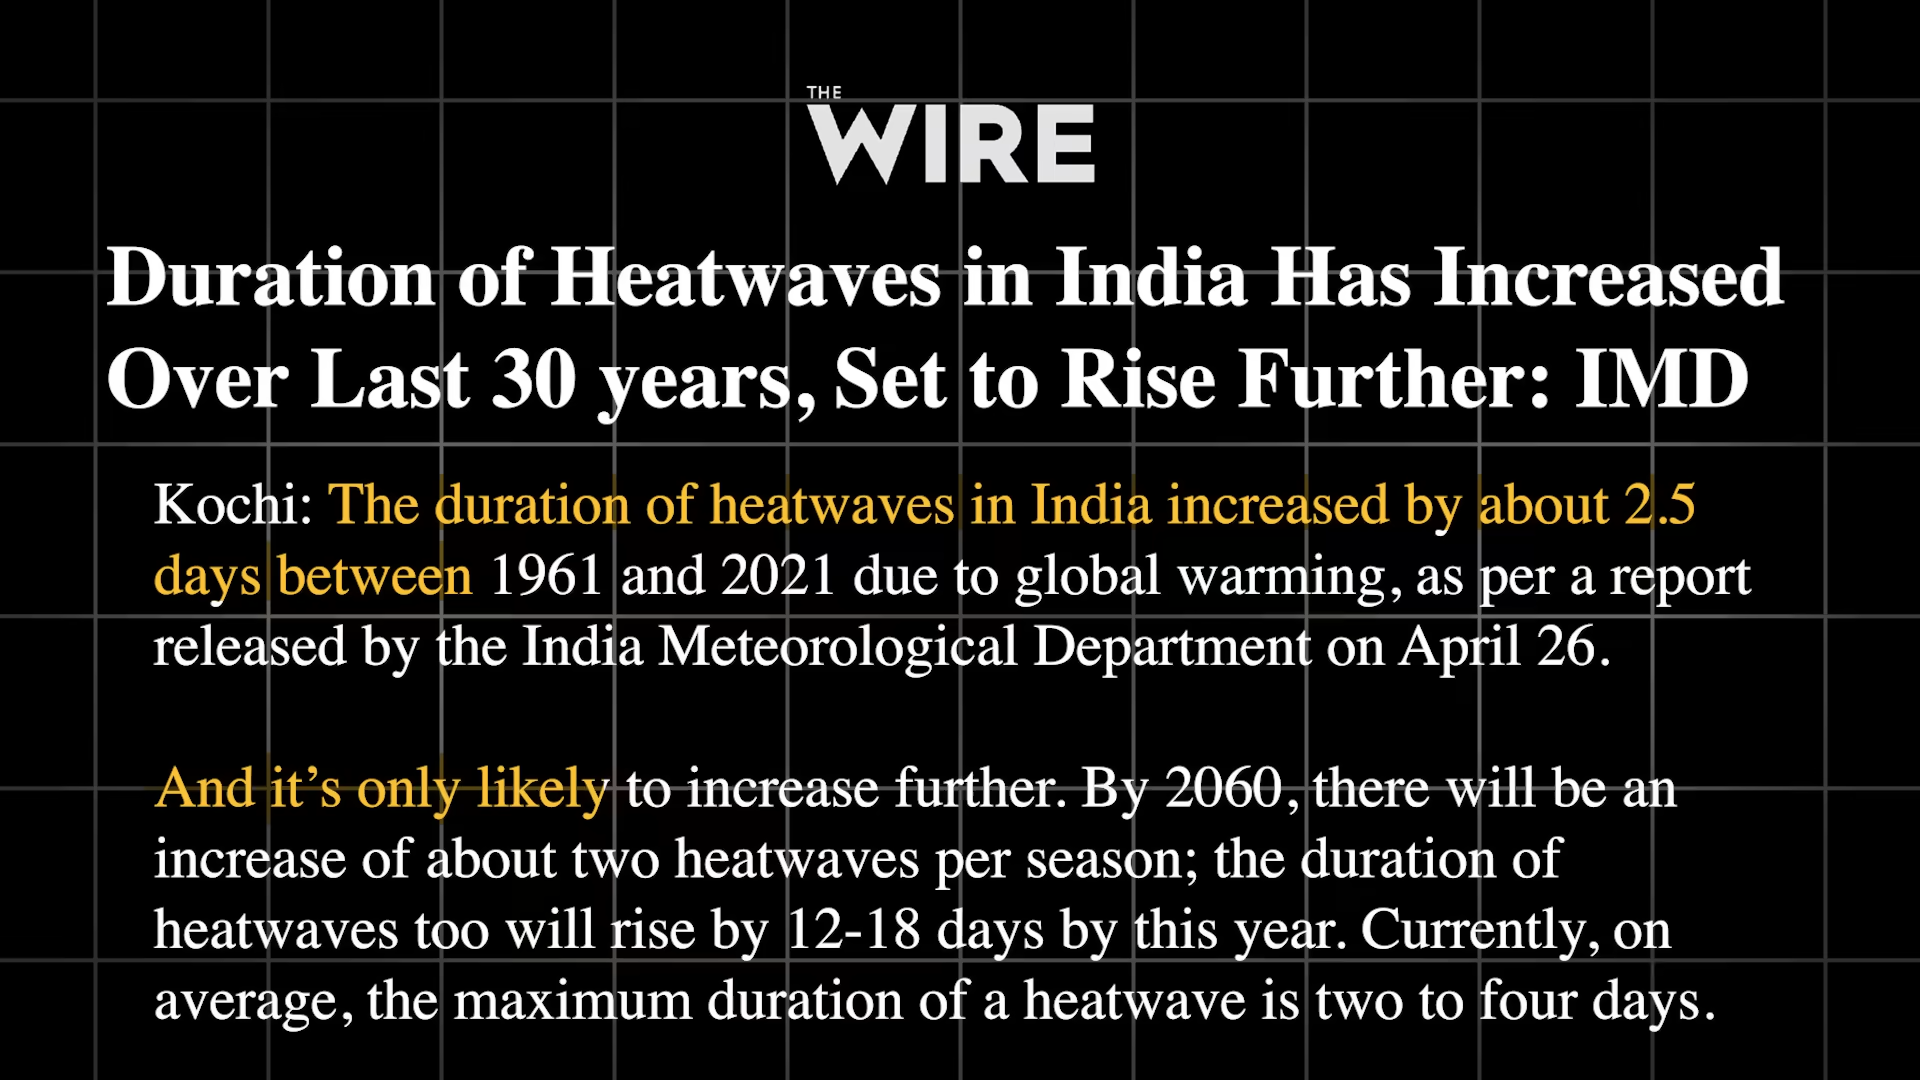 THE
WIRE
Duration of Heatwaves in India Has Increased
Over Last 30 years, Set to Rise Further: IMD
Kochi: The duration of heatwaves in India increased by about 2.5
days between 1961 and 2021 due to global warming, as per a report
released by the India Meteorological Department on April 26.
And it’s only likely to increase further. By 2060, there will be an
increase of about two heatwaves per season; the duration of
heatwaves too will rise by 12-18 days by this year. Currently, on
average, the maximum duration of a heatwave is two to four days.